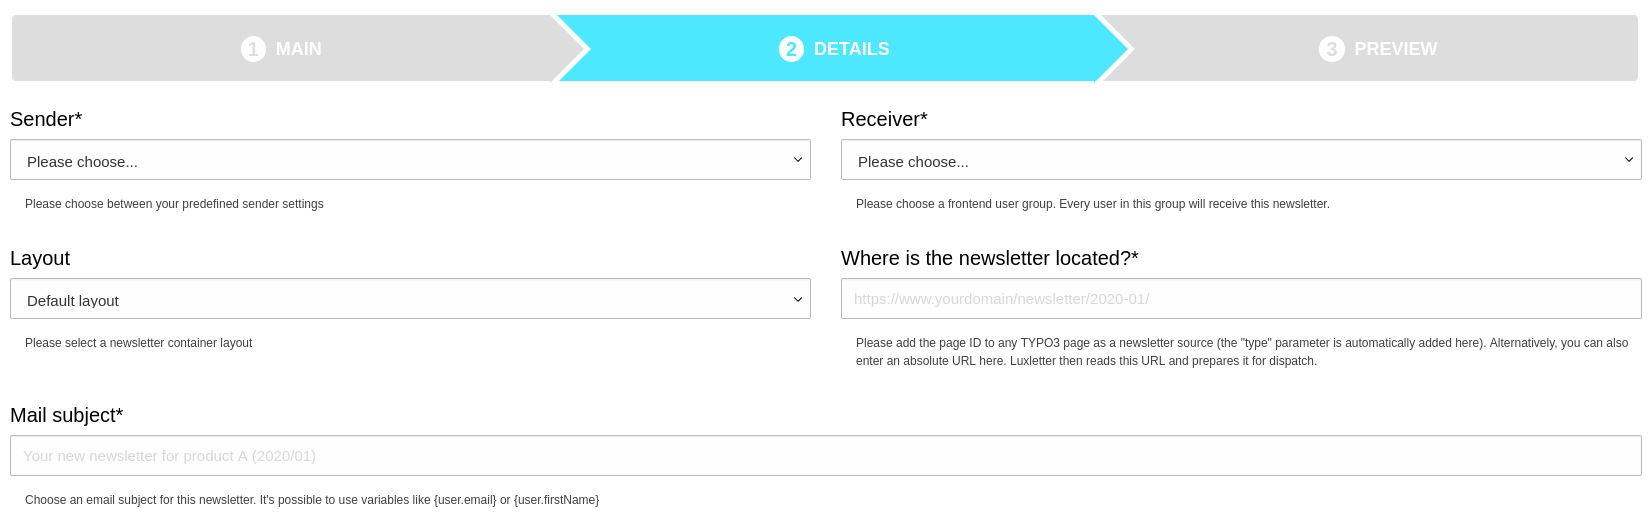 1 MAIN
2 DETAILS
3 PREVIEW
Sender*
Please choose...
Please choose between your predefined sender settings
Receiver*
Please choose...
Please choose a frontend user group. Every user in this group will receive this newsletter.
Layout
Default layout
Please select a newsletter container layout
Where is the newsletter located?*
https://www.yourdomain/newsletter/2020-01/
Please add the page ID to any TYPO3 page as a newsletter source (the "type" parameter is automatically added here). Alternatively, you can also
enter an absolute URL here. Luxletter then reads this URL and prepares it for dispatch.
Mail subject*
Your new newsletter for product A (2020/01)
Choose an email subject for this newsletter. It's possible to use variables like {user.email} or {user.firstName}